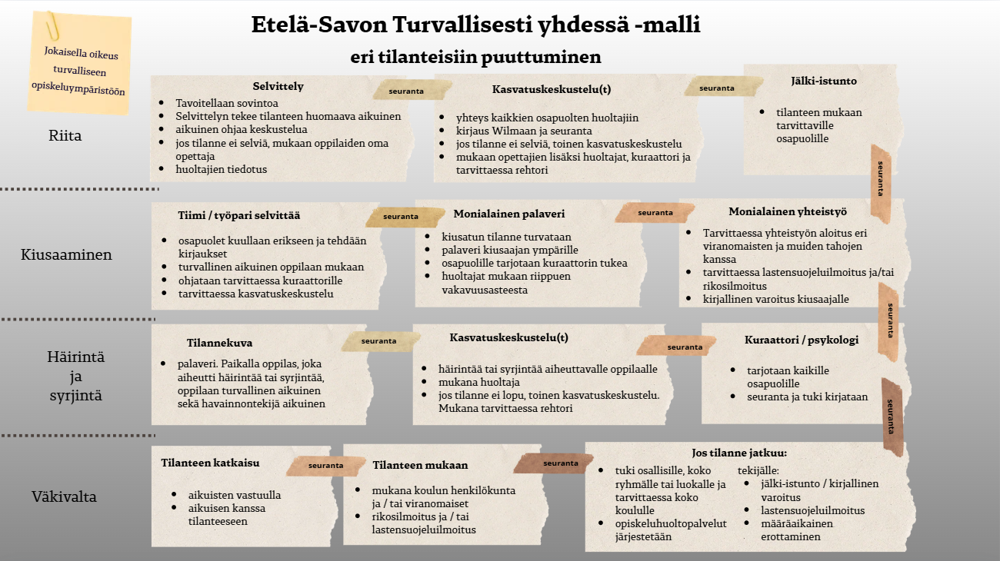 Etelä-Savon Turvallisesti yhdessä -malli
eri tilanteisiin puuttuminen
Jokaisella oikeus
turvalliseen
opiskeluympäristöön
Riita
Selvittely
Tavoitellaan sovintoa
Selvittelyn tekee tilanteen huomaava aikuinen
aikuinen ohjaa keskustelua
jos tilanne ei selviä, mukaan oppilaiden oma
opettaja
huoltajien tiedotus
seuranta
Kasvatuskeskustelu(t)
yhteys kaikkien osapuolten huoltajiin
kirjaus Wilmaan ja seuranta
jos tilanne ei selviä, toinen kasvatuskeskustelu
mukaan opettajien lisäksi huoltajat, kuraattori ja
tarvittaessa rehtori
seuranta
Jälki-istunto
tilanteen mukaan
tarvittaville
osapuolille
seuranta
Kiusaaminen
Tiimi / työpari selvittää
osapuolet kuullaan erikseen ja tehdään
kirjaukset
turvallinen aikuinen oppilaan mukaan
ohjataan tarvittaessa kuraattorille
tarvittaessa kasvatuskeskustelu
seuranta
Monialainen palaveri
kiusatun tilanne turvataan
palaveri kiusaajan ympärille
osapuolille tarjotaan kuraattorin tukea
huoltajat mukaan riippuen
vakavuusasteesta
seuranta
Monialainen yhteistyö
Tarvittaessa yhteistyön aloitus eri
viranomaisten ja muiden tahojen
kanssa
tarvittaessa lastensuojeluilmoitus ja/tai
rikosilmoitus
kirjallinen varoitus kiusaajalle
seuranta
Häirintä
ja
syrjintä
Tilannekuva
palaveri. Paikalla oppilas, joka
aiheutti häirintää tai syrjintää,
oppilaan turvallinen aikuinen
sekä havainnontekijä aikuinen
seuranta
Kasvatuskeskustelu(t)
häirintää tai syrjintää aiheuttavalle oppilaalle
mukana huoltaja
jos tilanne ei lopu, toinen kasvatuskeskustelu.
Mukana tarvittaessa rehtori
seuranta
Kuraattori / psykologi
tarjotaan kaikille
osapuolille
seuranta ja tuki kirjataan
seuranta
Väkivalta
Tilanteen katkaisu
aikuisten vastuulla
aikuisen kanssa
tilanteeseen
seuranta
Tilanteen mukaan
mukana koulun henkilökunta
ja / tai viranomaiset
rikosilmoitus ja / tai
lastensuojeluilmoitus
seuranta
Jos tilanne jatkuu:
tuki osallisille, koko
ryhmälle tai luokalle ja
tarvittaessa koko
koululle
opiskeluhuoltopalvelut
järjestetään
tekijälle:
jälki-istunto / kirjallinen
varoitus
lastensuojeluilmoitus
määräaikainen
erottaminen